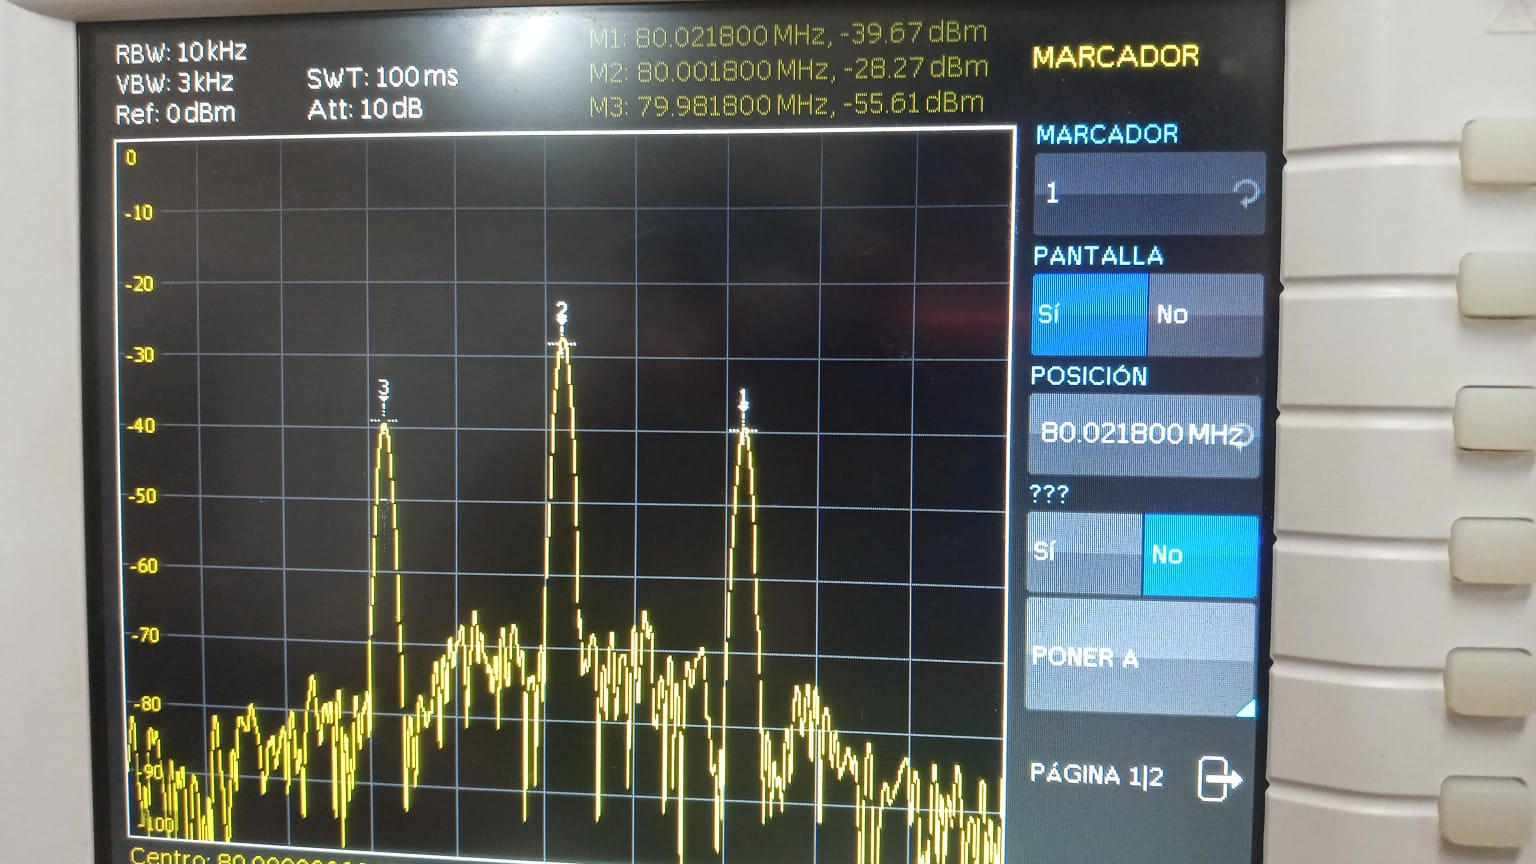 RBW: 10 kHz
VBW: 3 kHz
SWT: 100 ms
Ref: 0 dBm
Att: 10 dB
M1: 80.021800 MHz, -39.67 dBm
M2: 80.001800 MHz, -28.27 dBm
M3: 79.981800 MHz, -55.61 dBm
0
-10
-20
-30
-40
-50
-60
-70
-80
-90
-100
3
2
1
Centro:
MARCADOR
MARCADOR
1
PANTALLA
Sí No
POSICIÓN
80.021800 MHz
???
Sí No
PONER A
PÁGINA 1|2